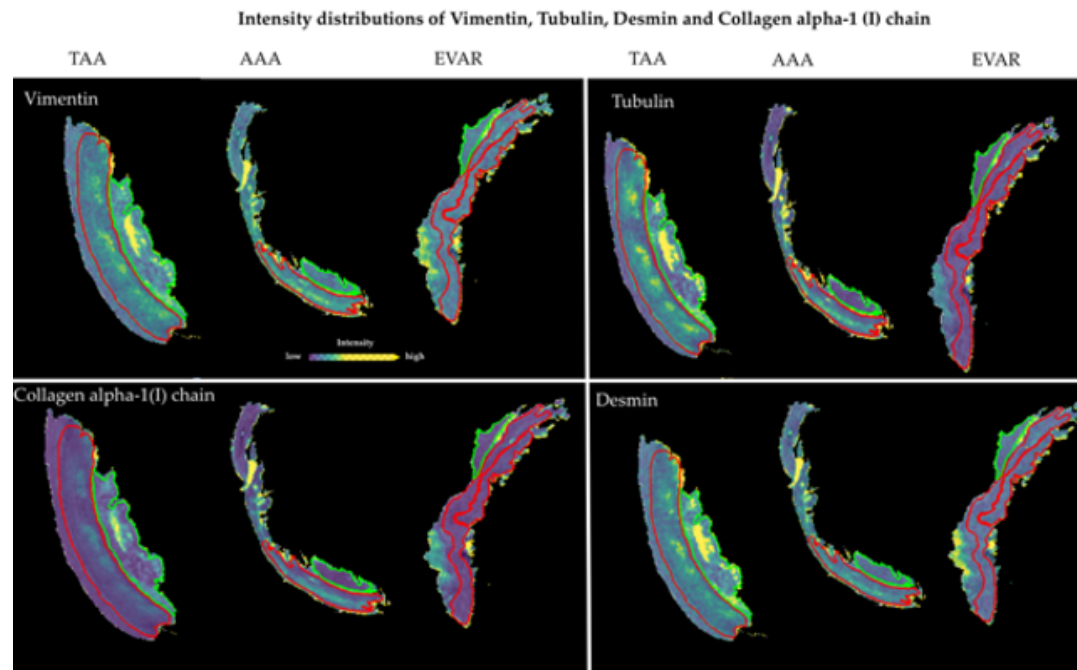 Intensity distributions of Vimentin, Tubulin, Desmin and Collagen alpha-1 (I) chain
TAA AAA EVAR TAA AAA EVAR
Vimentin
Tubulin
Intensity
low high
Collagen alpha-1(I) chain
Desmin